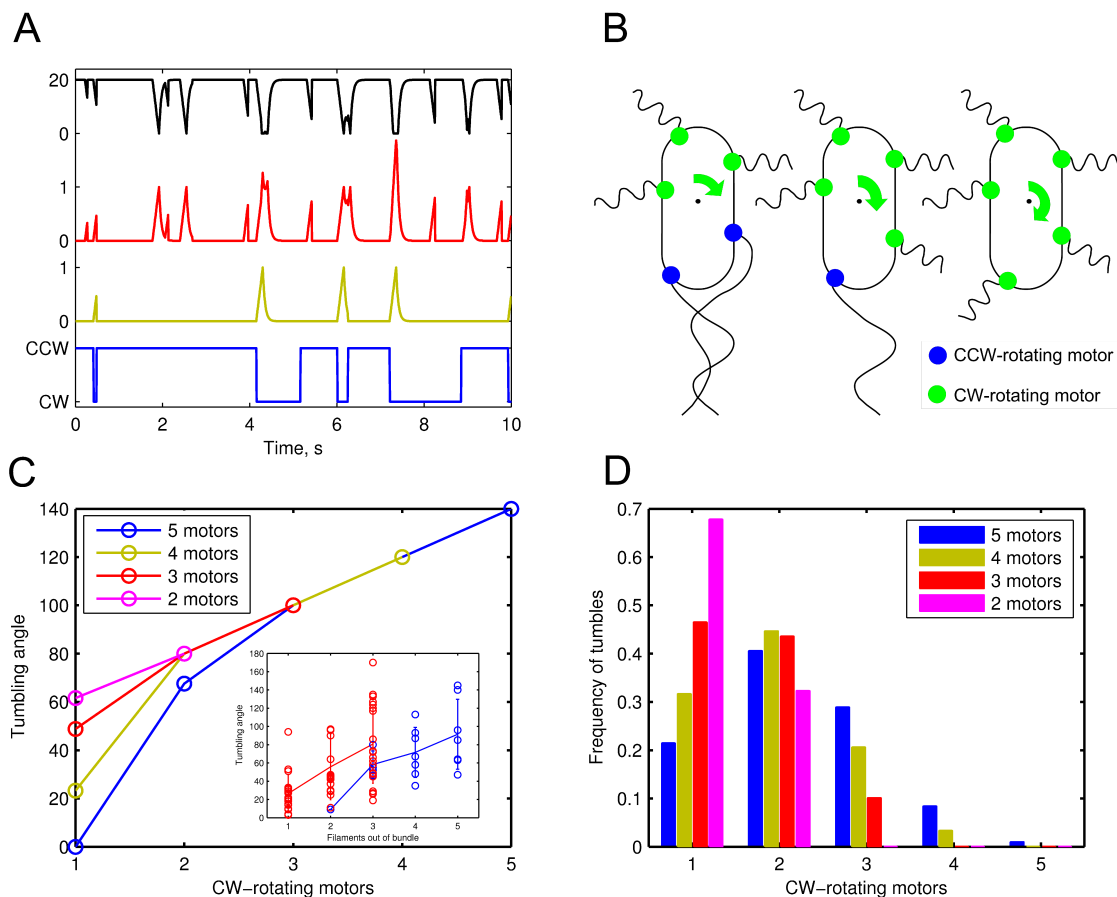 A
20
0
1
0
1
0
CCW
CW
0 2 4 6 8 10
Time, s
B
CCW-rotating motor
CW-rotating motor
C
140
120
100
80
60
40
20
0
1 2 3 4 5
Tumbling angle
CW-rotating motors
5 motors
4 motors
3 motors
2 motors
180
160
140
120
100
80
60
40
20
0
1 2 3 4 5
Tumbling angle
Filaments out of bundle
D
0.7
0.6
0.5
0.4
0.3
0.2
0.1
0
1 2 3 4 5
Frequency of tumbles
CW-rotating motors
5 motors
4 motors
3 motors
2 motors